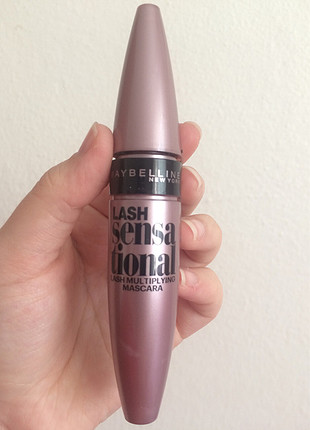 MAYBELLINE
NEW YORK
LASH
sensa
tional
LASH MULTIPLYING
MASCARA